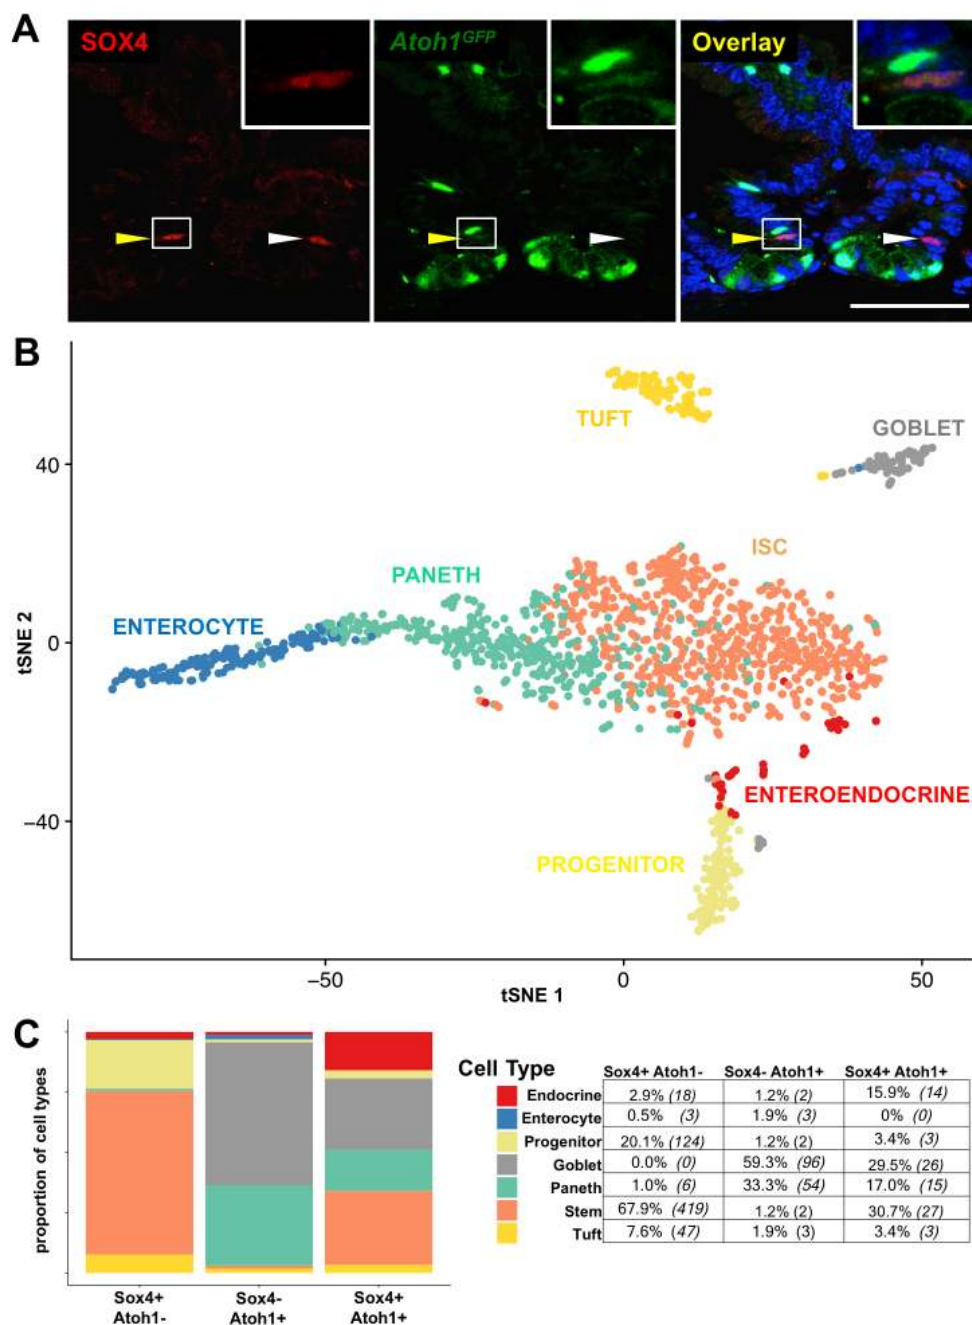 A
SOX4
Atoh1GFP
Overlay
B
TUFT
GOBLET
ISC
PANETH
ENTEROCYTE
ENTEROENDOCRINE
PROGENITOR
40
0
−40
tSNE 2
−50
0
50
tSNE 1
C
proportion of cell types
Sox4+ Atoh1-
Sox4- Atoh1+
Sox4+ Atoh1+
Cell Type Sox4+ Atoh1- Sox4- Atoh1+ Sox4+ Atoh1+
Endocrine 2.9% (18) 1.2% (2) 15.9% (14)
Enterocyte 0.5% (3) 1.9% (3) 0% (0)
Progenitor 20.1% (124) 1.2% (2) 3.4% (3)
Goblet 0.0% (0) 59.3% (96) 29.5% (26)
Paneth 1.0% (6) 33.3% (54) 17.0% (15)
Stem 67.9% (419) 1.2% (2) 30.7% (27)
Tuft 7.6% (47) 1.9% (3) 3.4% (3)